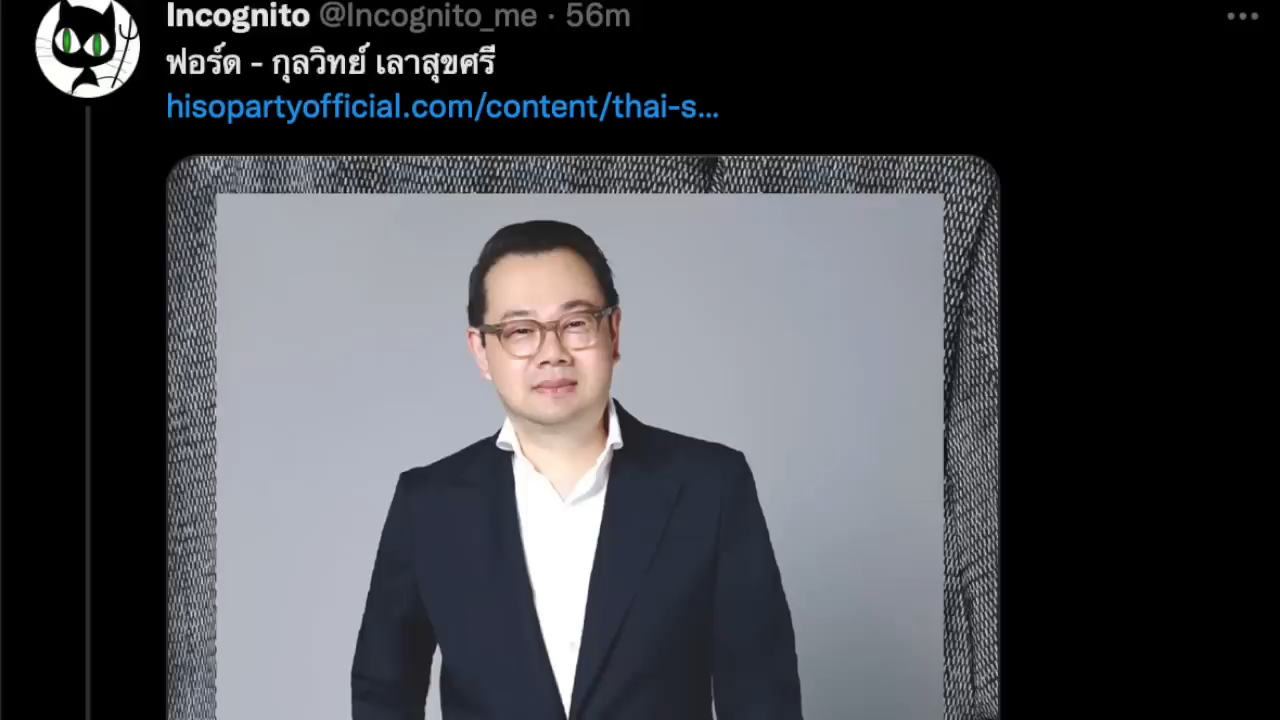 Incognito @Incognito_me · 56m
ฟอร์ด - กุลวิทย์ เลาสุขศรี
hisopartyofficial.com/content/thai-s...